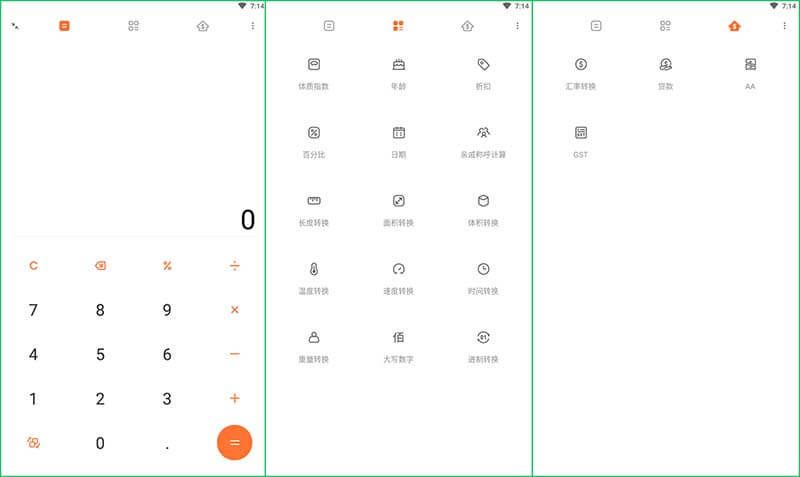 7:14
0
C % ÷
7 8 9 ×
4 5 6 −
1 2 3 +
0 . =
7:14
体质指数 年龄 折扣
百分比 日期 亲戚称呼计算
长度转换 面积转换 体积转换
温度转换 速度转换 时间转换
佰 01
重量转换 大写数字 进制转换
7:14
汇率转换 贷款 AA
GST